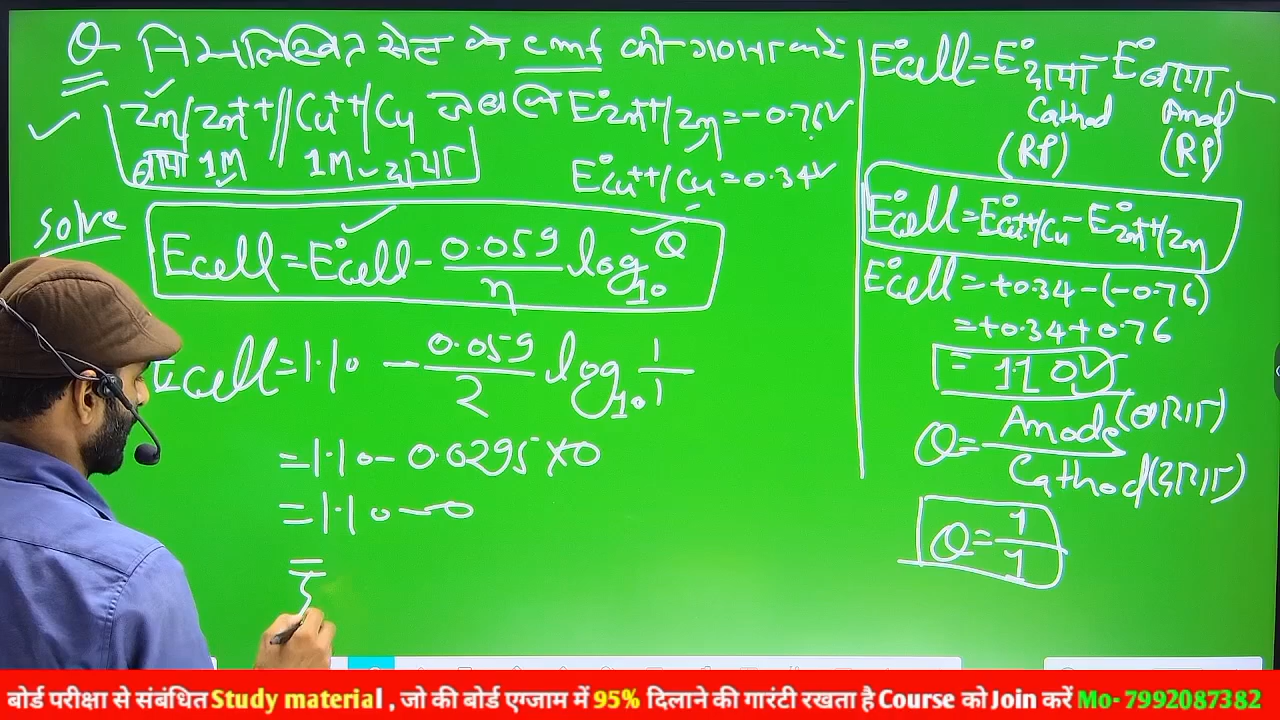 Q निम्नलिखित सेल के emf की गणना करे
Zn/Zn++//Cu++/Cu जबकि E°Zn++/Zn=-0.76V
बायाँ 1M 1M दायाँ
E°Cu++/Cu=0.34V
Solve
Ecell=E°cell-0.059/n log10 Q
Ecell=1.10-0.059/2 log10 1/1
=1.10-0.0295×0
=1.10-0
=
E°cell=E°दायाँ-E°बायाँ
Cathod Anod
(RP) (RP)
E°cell=E°Cu++/Cu-E°Zn++/Zn
E°cell=+0.34-(-0.76)
=+0.34+0.76
=1.10V
Q=Anode(बायाँ)/Cathod(दायाँ)
Q=1/1
बोर्ड परीक्षा से संबंधित Study material , जो की बोर्ड एग्जाम में 95% दिलाने की गारंटी रखता है Course को Join करें Mo- 7992087382